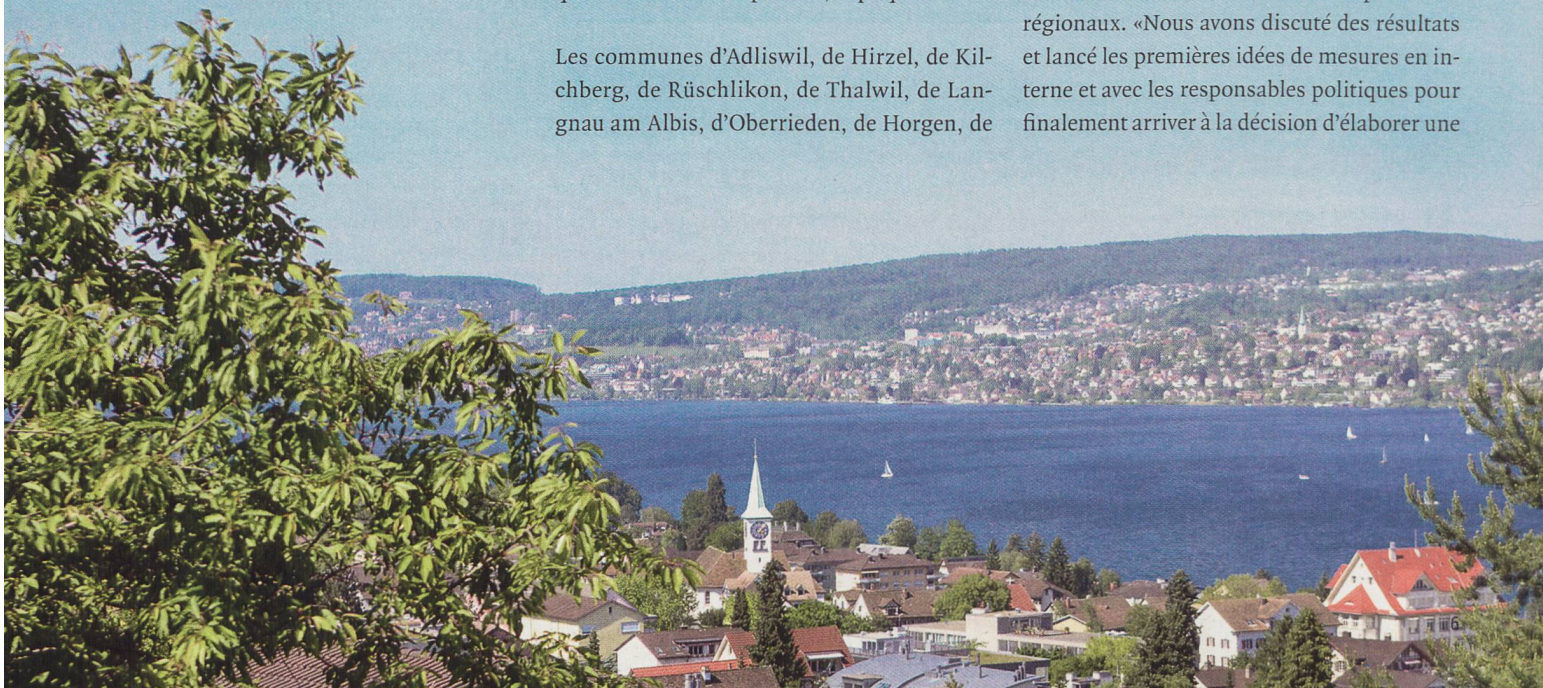 Les communes d’Adliswil, de Hirzel, de Kil-
chberg, de Rüschlikon, de Thalwil, de Lan-
gnau am Albis, d’Oberrieden, de Horgen, de
régionaux. «Nous avons discuté des résultats
et lancé les premières idées de mesures en in-
terne et avec les responsables politiques pour
finalement arriver à la décision d’élaborer une